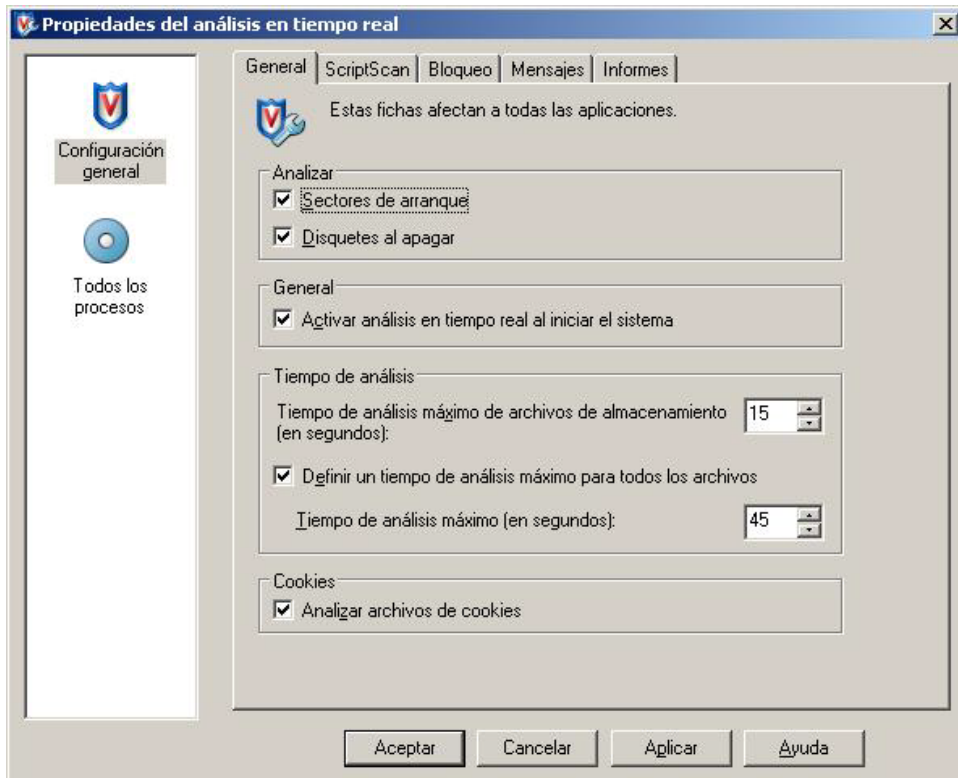 Propiedades del análisis en tiempo real
Configuración
general
Todos los
procesos
General
ScriptScan
Bloqueo
Mensajes
Informes
Estas fichas afectan a todas las aplicaciones.
Analizar
Sectores de arranque
Disquetes al apagar
General
Activar análisis en tiempo real al iniciar el sistema
Tiempo de análisis
Tiempo de análisis máximo de archivos de almacenamiento
(en segundos):
15
Definir un tiempo de análisis máximo para todos los archivos
Tiempo de análisis máximo (en segundos):
45
Cookies
Analizar archivos de cookies
Aceptar
Cancelar
Aplicar
Ayuda